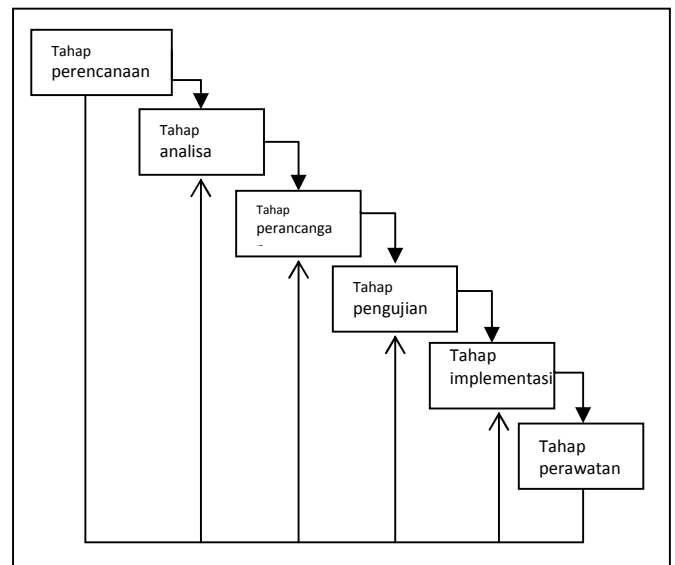 Tahap
perencanaan
Tahap
analisa
Tahap
perancanga
Tahap
pengujian
Tahap
implementasi
Tahap
perawatan